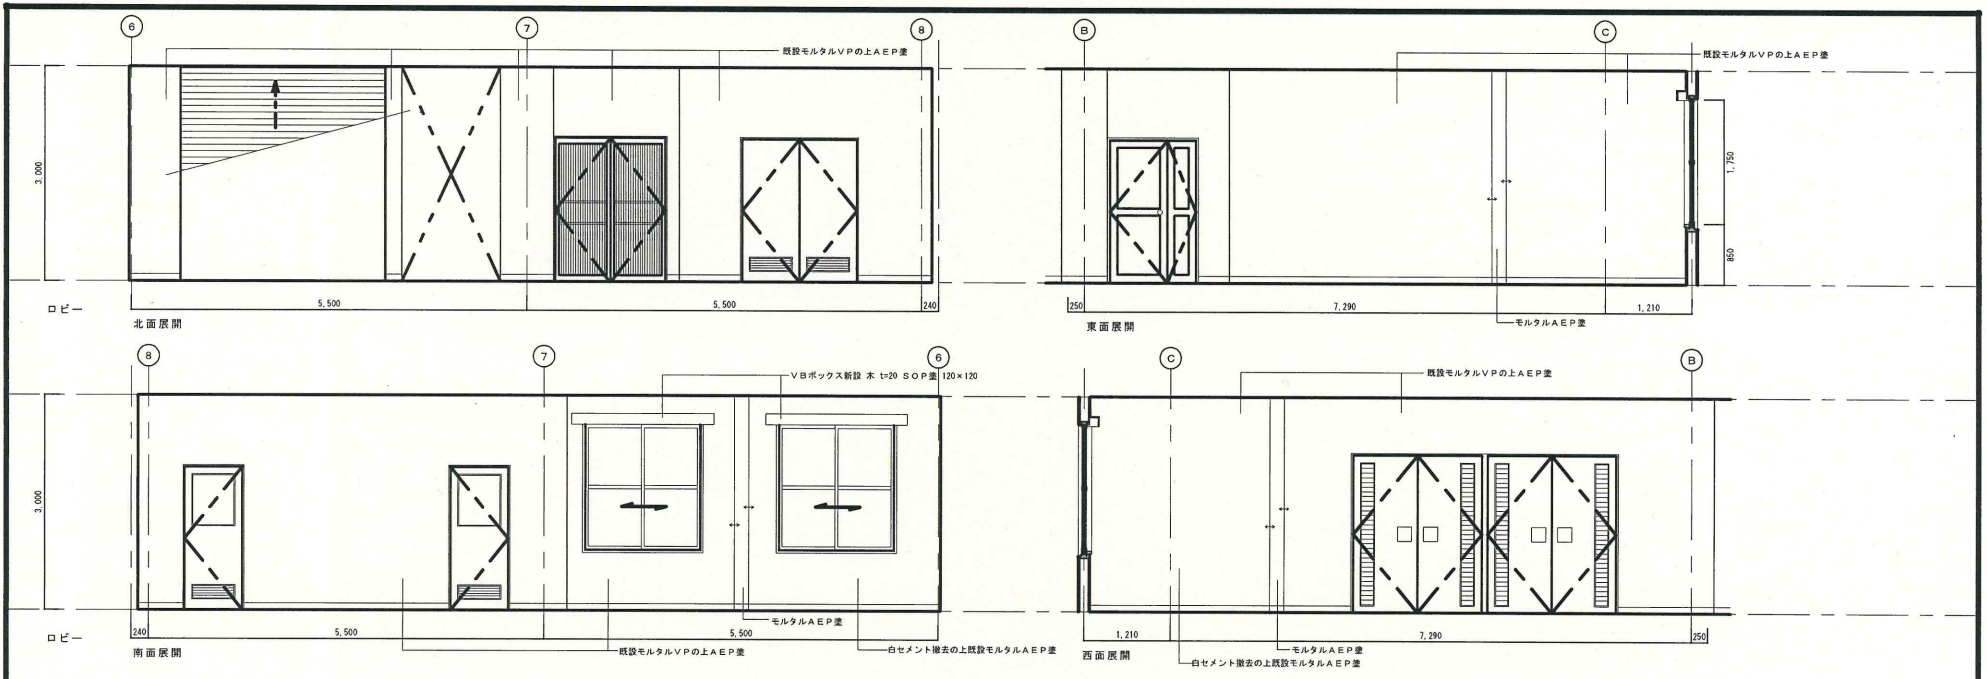 6
7
8
既設モルタルVPの上AEP塗
3,000
5,500
5,500
240
ロビー
北面展開
B
C
既設モルタルVPの上AEP塗
1,750
850
250
7,290
1,210
モルタルAEP塗
東面展開
8
7
6
VBボックス新設 木 t=20 SOP塗 120×120
3,000
240
5,500
5,500
モルタルAEP塗
ロビー
南面展開
既設モルタルVPの上AEP塗
白セメント撤去の上既設モルタルAEP塗
C
B
既設モルタルVPの上AEP塗
1,210
7,290
250
モルタルAEP塗
西面展開
白セメント撤去の上既設モルタルAEP塗